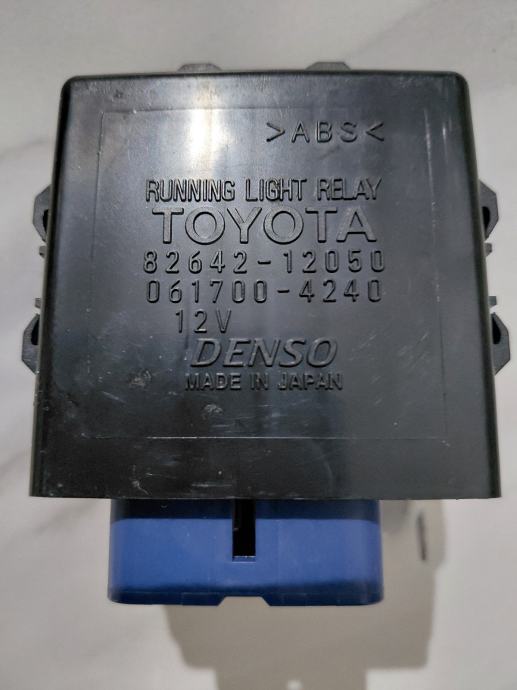 >ABS<
RUNNING LIGHT RELAY
TOYOTA
82642-12050
061700-4240
12V
DENSO
MADE IN JAPAN